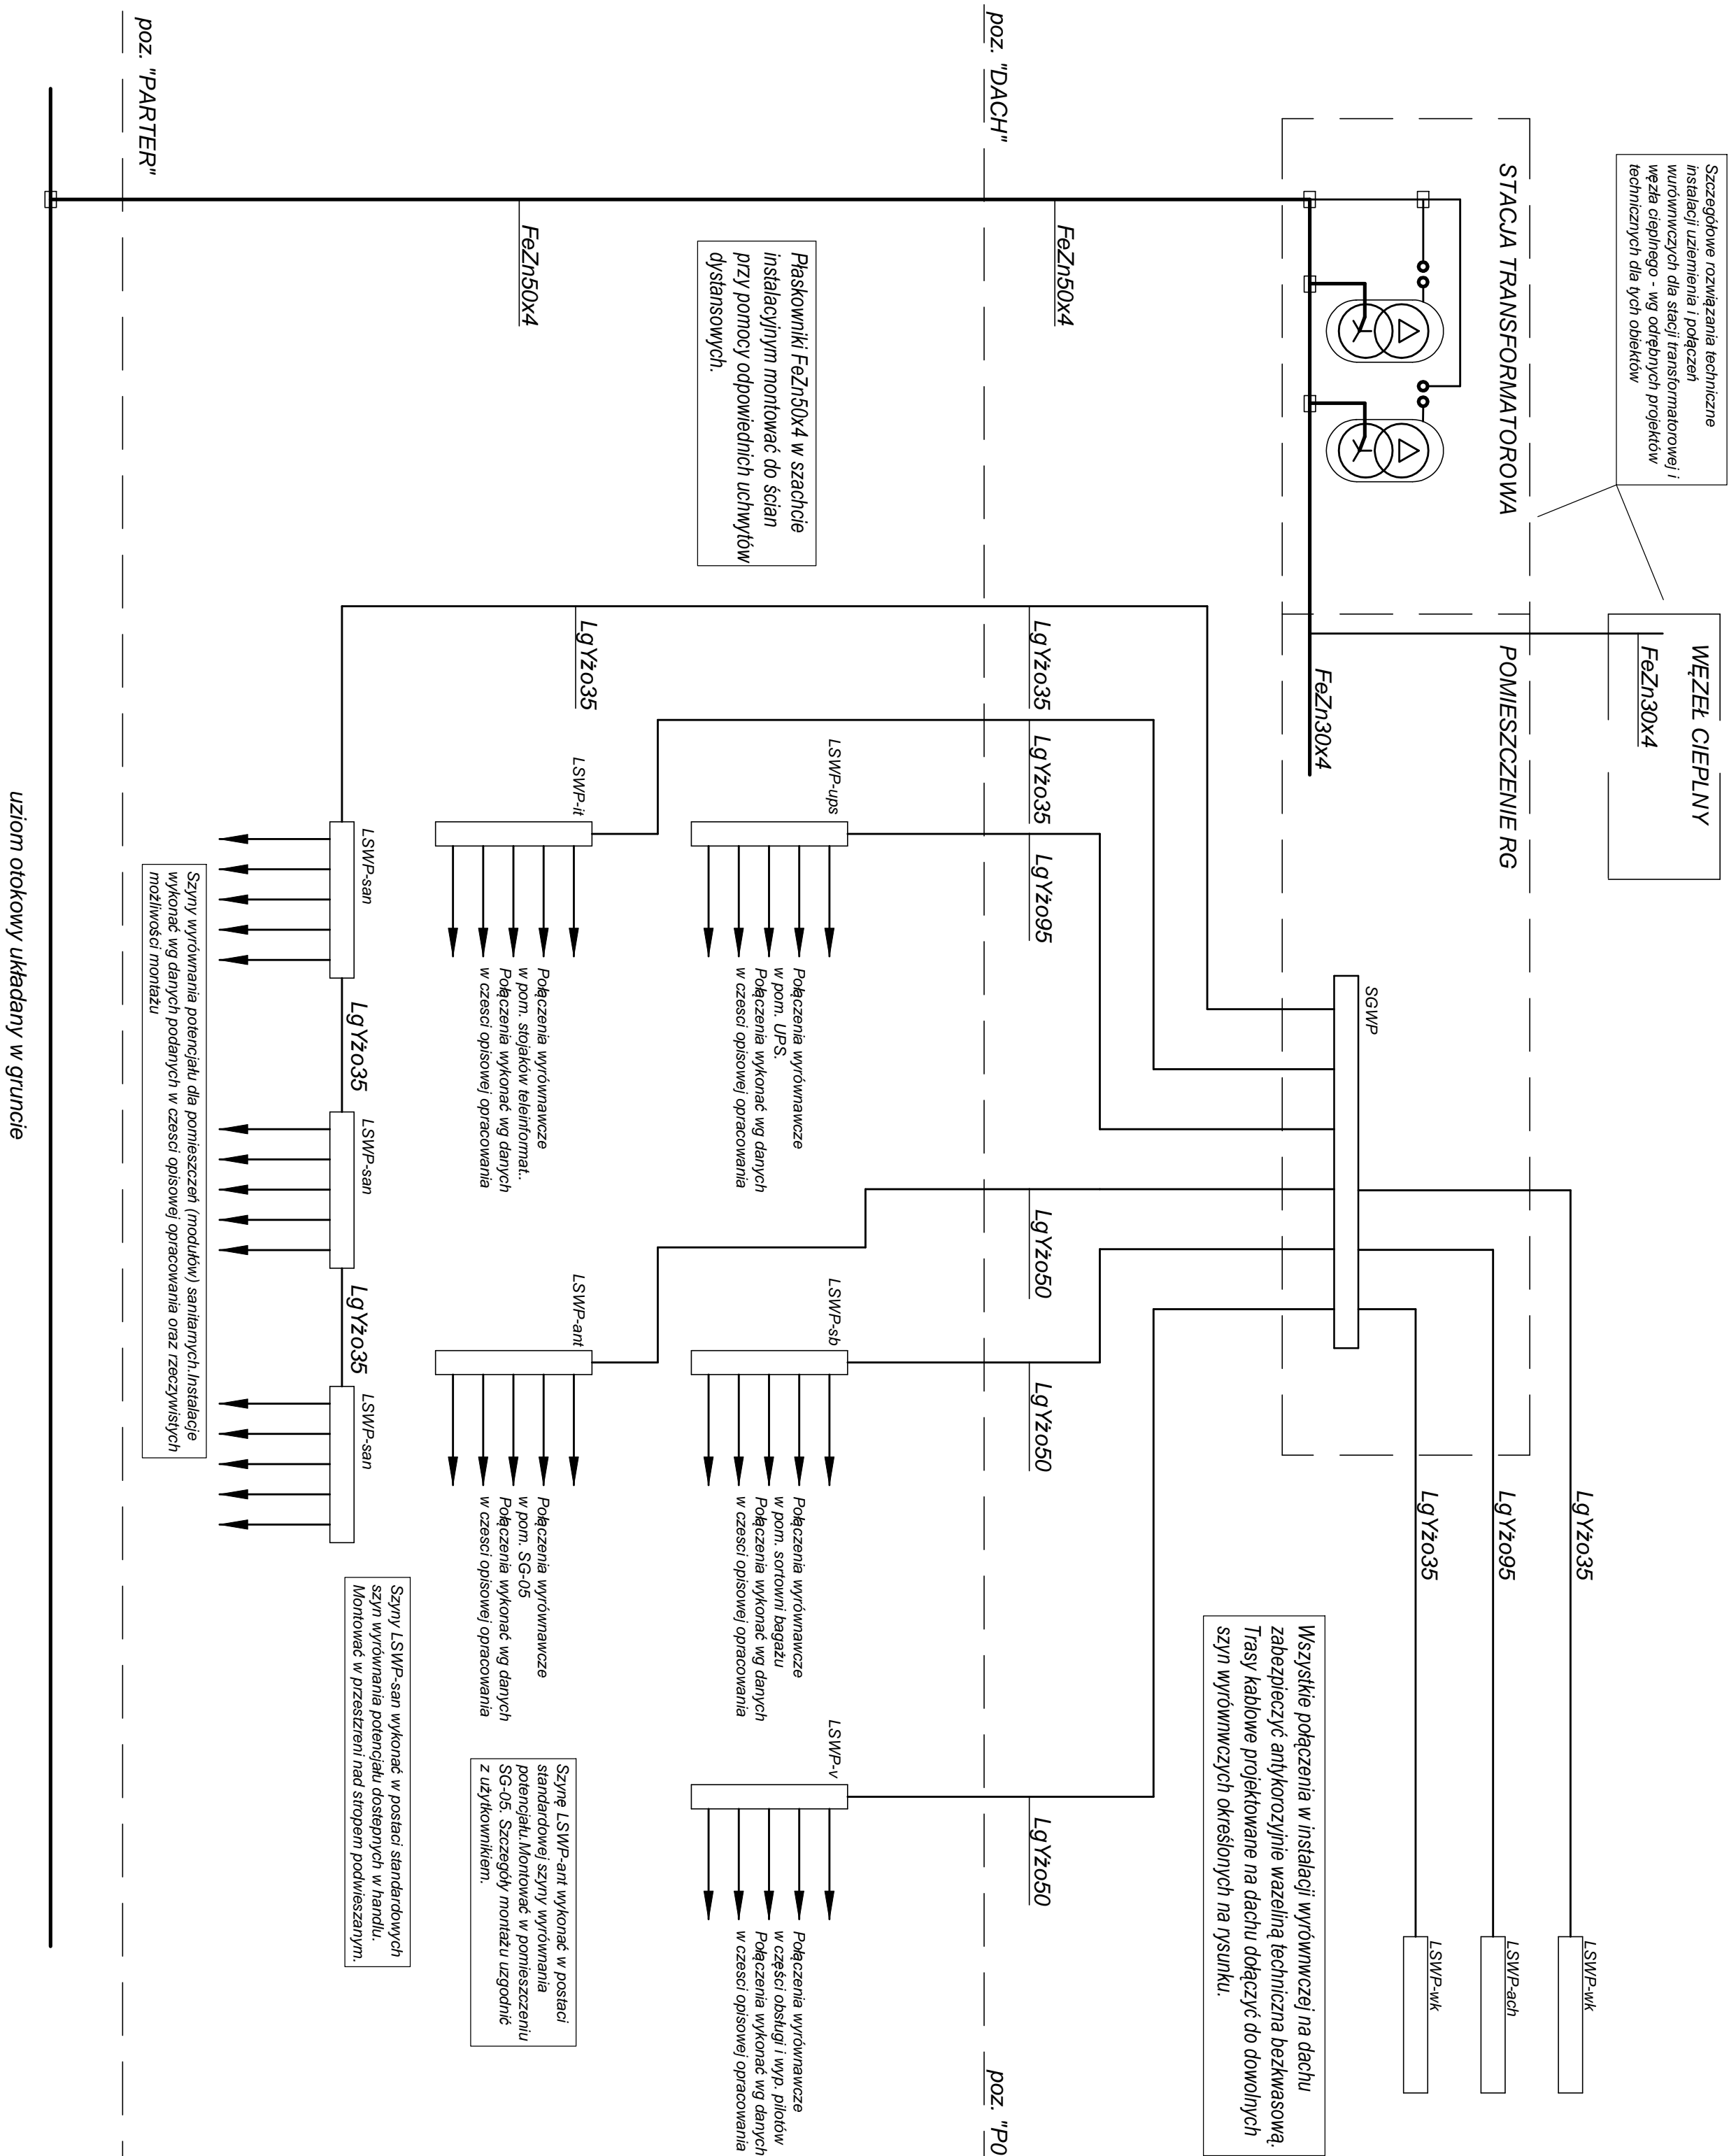 Szczegółowe rozwiązania techniczne
instalacji uziemienia i połączeń
wurównwczych dla stacji transformatorowej i
węzła cieplnego - wg odrębnych projektów
technicznych dla tych obiektów
WĘZEŁ CIEPLNY
FeZn30x4
STACJA TRANSFORMATOROWA
POMIESZCZENIE RG
FeZn30x4
SGWP
LgYżo35
LgYżo95
LgYżo35
LSWP-wk
LSWP-ach
LSWP-wk
Wszystkie połączenia w instalacji wyrównwczej na dachu
zabezpieczyć antykorozyjnie wazeliną techniczna bezkwasową.
Trasy kablowe projektowane na dachu dołączyć do dowolnych
szyn wyrównwczych określonych na rysunku.
FeZn50x4
LgYżo35
LgYżo35
LgYżo95
LgYżo50
LgYżo50
LgYżo50
poz. "DACH"
poz. "P0
Płaskowniki FeZn50x4 w szachcie
instalacyjnym montować do ścian
przy pomocy odpowiednich uchwytów
dystansowych.
LSWP-ups
Połączenia wyrównawcze
w pom. UPS.
Połączenia wykonać wg danych
w czesci opisowej opracowania
LSWP-sb
Połączenia wyrównawcze
w pom. sortowni bagażu
Połączenia wykonać wg danych
w czesci opisowej opracowania
LSWP-v
Połączenia wyrównawcze
w części obsługi i wyp. pilotów
Połączenia wykonać wg danych
w czesci opisowej opracowania
FeZn50x4
LgYżo35
LSWP-it
Połączenia wyrównawcze
w pom. stojaków teleinformat..
Połączenia wykonać wg danych
w czesci opisowej opracowania
LSWP-ant
Połączenia wyrównawcze
w pom. SG-05
Połączenia wykonać wg danych
w czesci opisowej opracowania
Szynę LSWP-ant wykonać w postaci
standardowej szyny wyrównania
potencjału.Montować w pomieszczeniu
SG-05. Szczegóły montażu uzgodnić
z użytkownikiem.
LSWP-san
LgYżo35
LSWP-san
LgYżo35
LSWP-san
Szyny LSWP-san wykonać w postaci standardowych
szyn wyrównania potencjału dostepnych w handlu.
Montować w przestzreni nad stropem podwieszanym.
Szyny wyrównania potencjału dla pomieszczeń (modułów) sanitarnych.Instalacje
wykonać wg danych podanych w czesci opisowej opracowania oraz rzeczywistych
możliwości montażu
poz. "PARTER"
uziom otokowy układany w gruncie